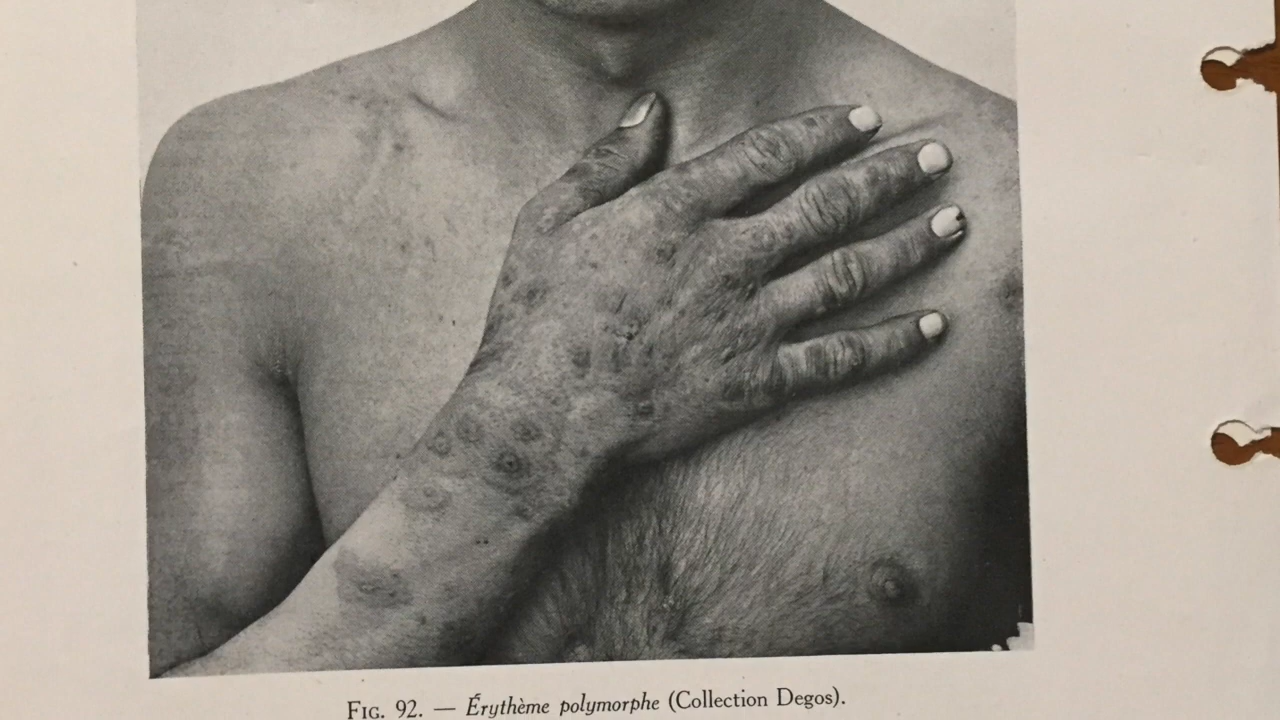 FIG. 92. — Érythème polymorphe (Collection Degos).